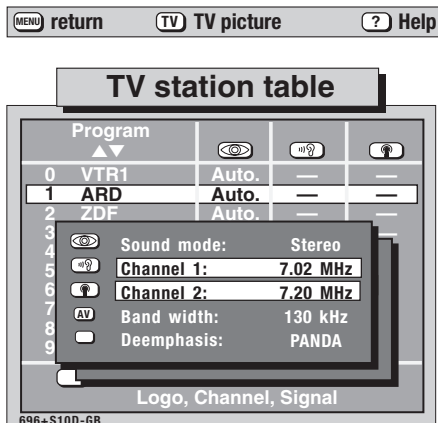 MENU return TV TV picture ? Help
TV station table
Program
0 VTR1 Auto. — —
1 ARD Auto. — —
2 ZDF Auto.
3
4 Sound mode: Stereo
5 Channel 1: 7.02 MHz
6 Channel 2: 7.20 MHz
7 AV Band width: 130 kHz
8 Deemphasis: PANDA
9
Logo, Channel, Signal
696+S10D-GB